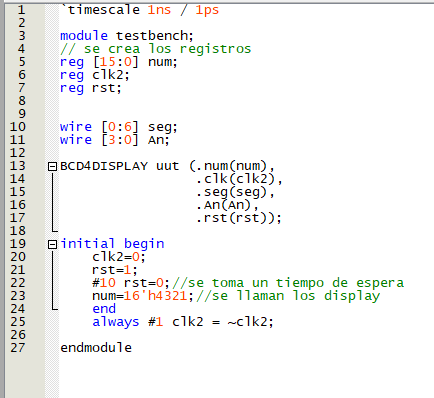 1 `timescale 1ns / 1ps
2
3 module testbench;
4 // se crea los registros
5 reg [15:0] num;
6 reg clk2;
7 reg rst;
8
9
10 wire [0:6] seg;
11 wire [3:0] An;
12
13 BCD4DISPLAY uut (.num(num),
14 .clk(clk2),
15 .seg(seg),
16 .An(An),
17 .rst(rst));
18
19 initial begin
20 clk2=0;
21 rst=1;
22 #10 rst=0;//se toma un tiempo de espera
23 num=16'h4321;//se llaman los display
24 end
25 always #1 clk2 = ~clk2;
26
27 endmodule